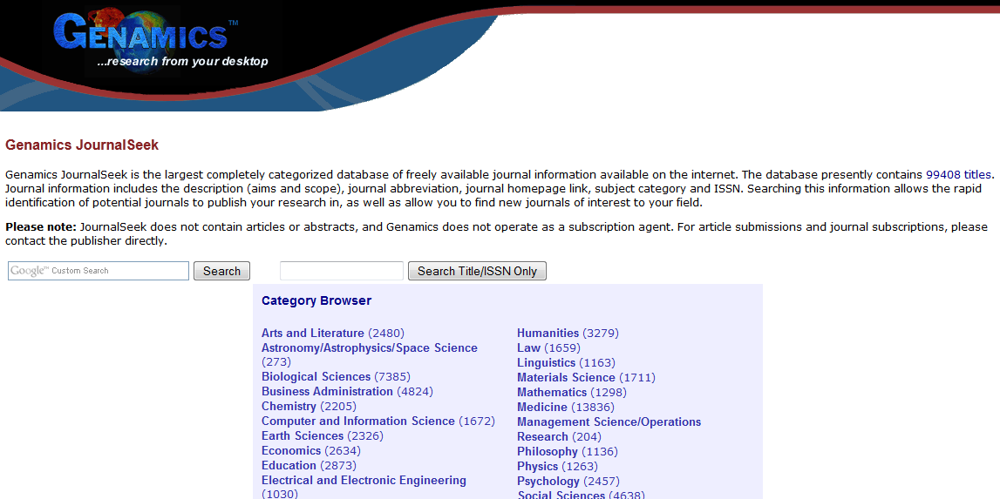 GENAMICS™
...research from your desktop
Genamics JournalSeek
Genamics JournalSeek is the largest completely categorized database of freely available journal information available on the internet. The database presently contains 99408 titles.
Journal information includes the description (aims and scope), journal abbreviation, journal homepage link, subject category and ISSN. Searching this information allows the rapid
identification of potential journals to publish your research in, as well as allow you to find new journals of interest to your field.
Please note: JournalSeek does not contain articles or abstracts, and Genamics does not operate as a subscription agent. For article submissions and journal subscriptions, please
contact the publisher directly.
Google™ Custom Search Search Search Title/ISSN Only
Category Browser
Arts and Literature (2480)
Astronomy/Astrophysics/Space Science
(273)
Biological Sciences (7385)
Business Administration (4824)
Chemistry (2205)
Computer and Information Science (1672)
Earth Sciences (2326)
Economics (2634)
Education (2873)
Electrical and Electronic Engineering
(1030)
Humanities (3279)
Law (1659)
Linguistics (1163)
Materials Science (1711)
Mathematics (1298)
Medicine (13836)
Management Science/Operations
Research (204)
Philosophy (1136)
Physics (1263)
Psychology (2457)
Social Sciences (4638)